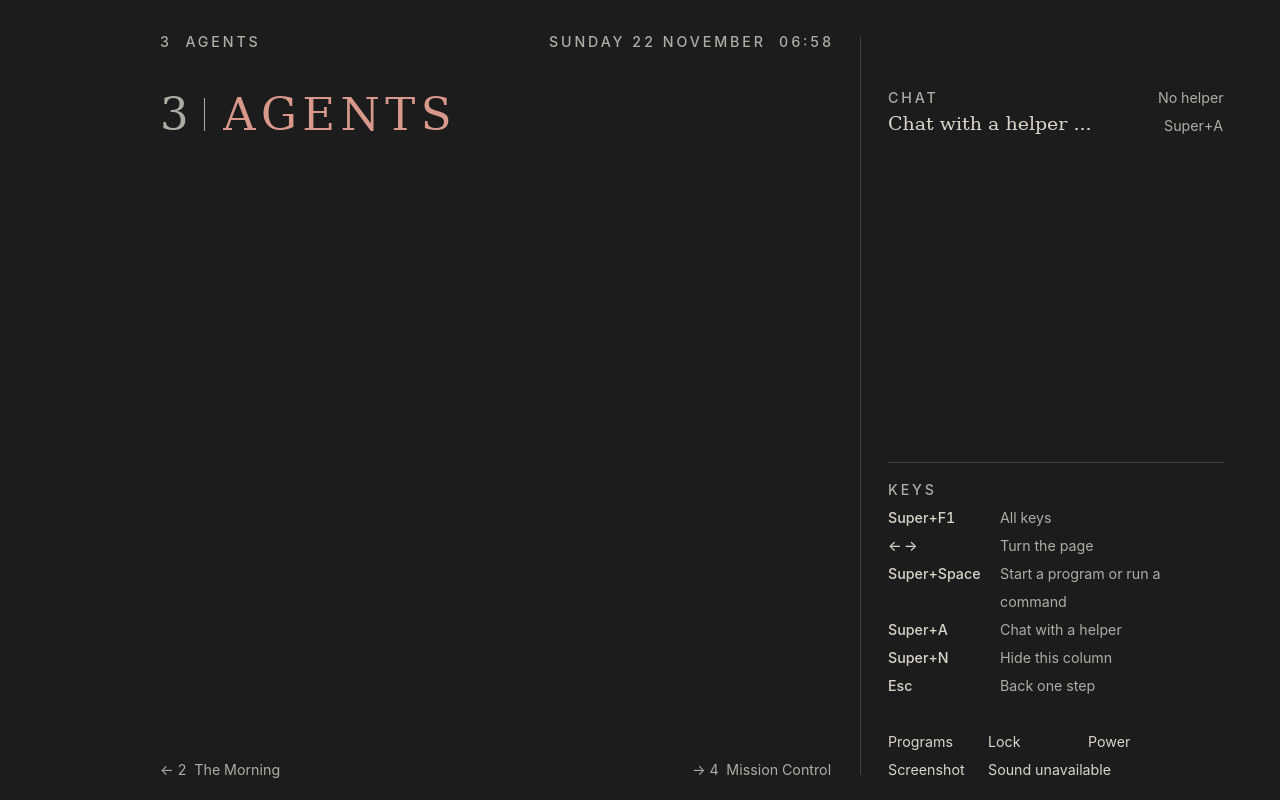 3 AGENTS
SUNDAY 22 NOVEMBER 06:58
3 AGENTS
CHAT
No helper
Chat with a helper ...
Super+A
KEYS
Super+F1 All keys
← → Turn the page
Super+Space Start a program or run a
command
Super+A Chat with a helper
Super+N Hide this column
Esc Back one step
Programs Lock Power
Screenshot Sound unavailable
← 2 The Morning
→ 4 Mission Control